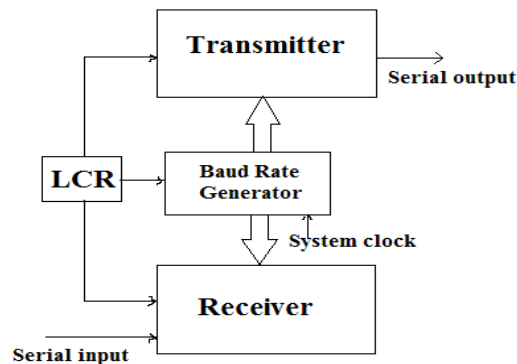 Transmitter
Serial output
LCR
Baud Rate
Generator
System clock
Receiver
Serial input